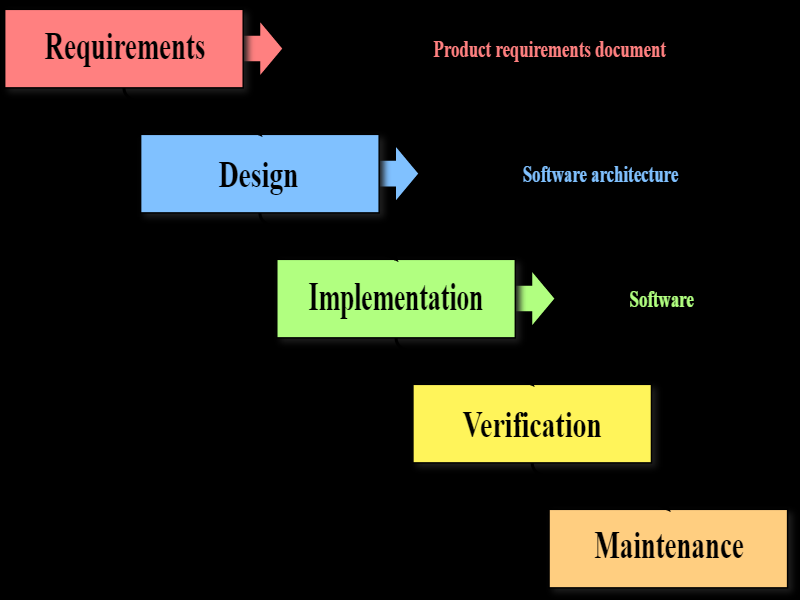 Requirements
Product requirements document
Design
Software architecture
Implementation
Software
Verification
Maintenance